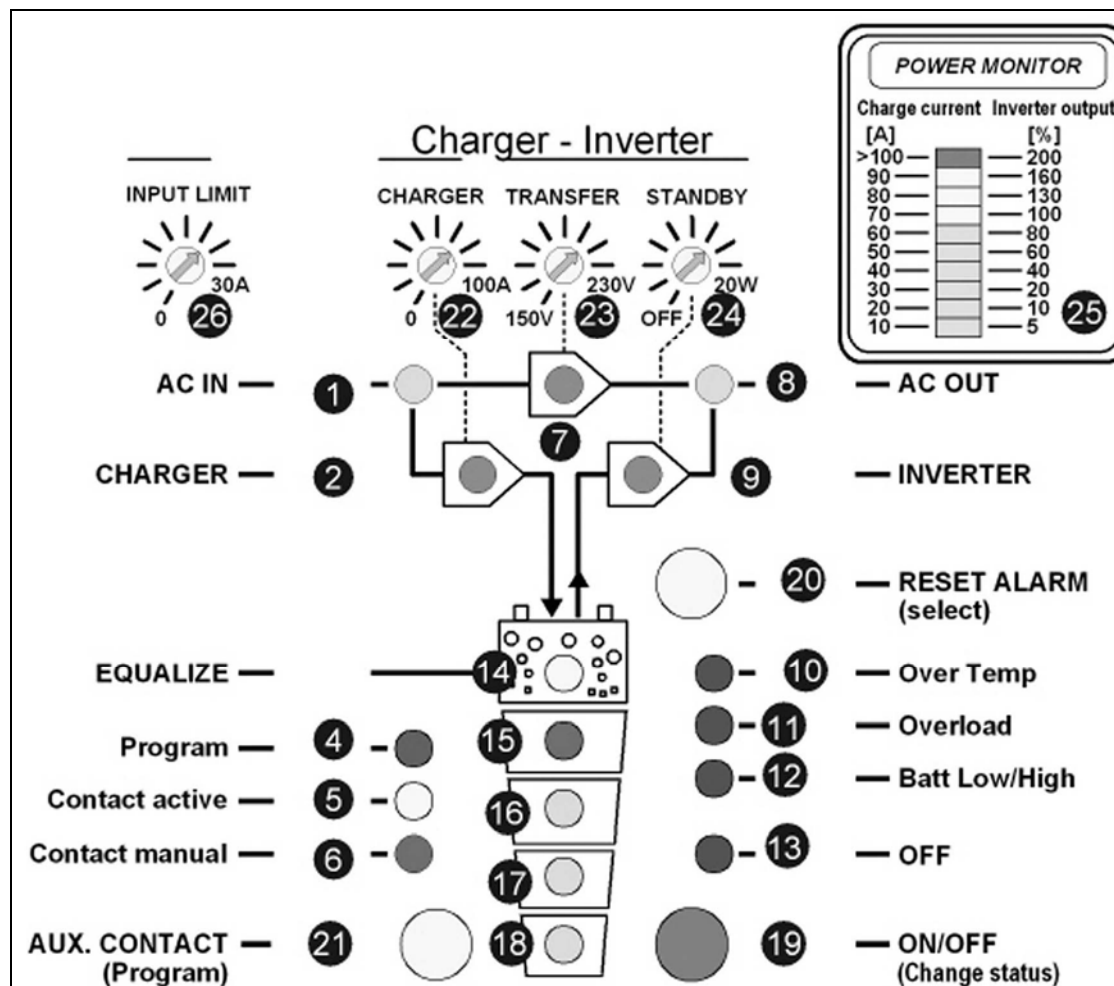 POWER MONITOR
Charge current Inverter output
[A] [%]
>100 200
90 160
80 130
70 100
60 80
50 60
40 40
30 20
20 10
10 5
25
Charger - Inverter
INPUT LIMIT
0 30A
26
CHARGER TRANSFER STANDBY
0 100A 150V 230V OFF 20W
22 23 24
AC IN 1 8 AC OUT
7
CHARGER 2 9 INVERTER
20 RESET ALARM
(select)
EQUALIZE 14 10 Over Temp
15 11 Overload
Program 4
12 Batt Low/High
Contact active 5 16
Contact manual 6 13 OFF
17
AUX. CONTACT 21 18 19 ON/OFF
(Program) (Change status)